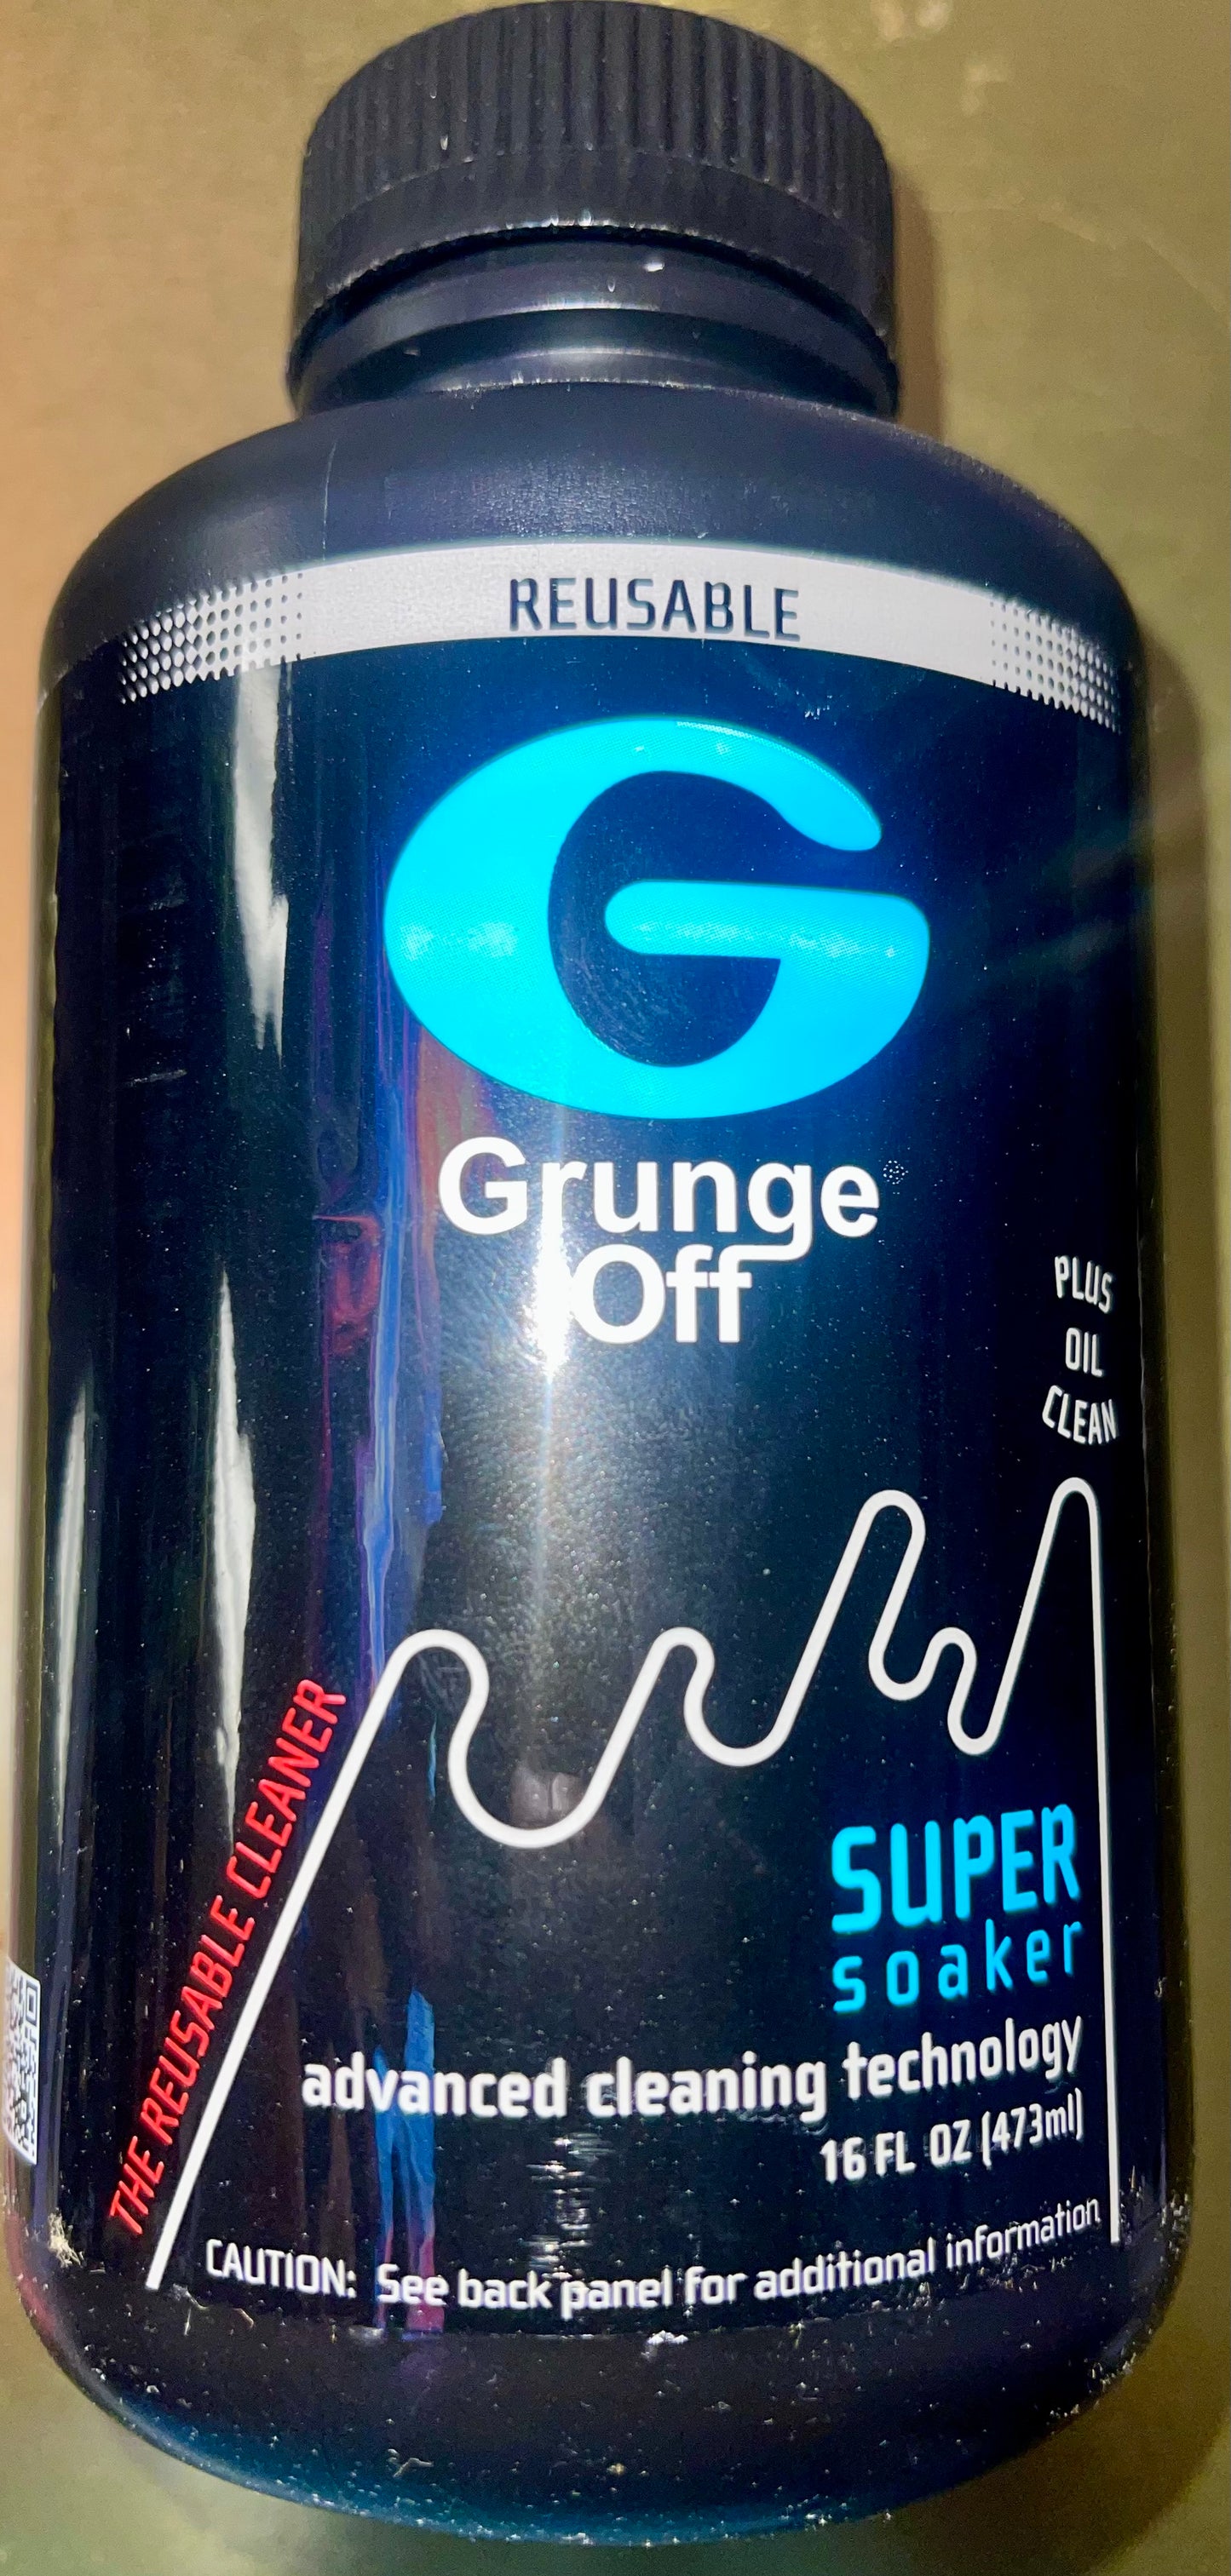 REUSABLE
G
Grunge
Off
PLUS
OIL
CLEAN
THE REUSABLE CLEANER
SUPER
soaker
advanced cleaning technology
16 FL OZ (473ml)
CAUTION: See back panel for additional information